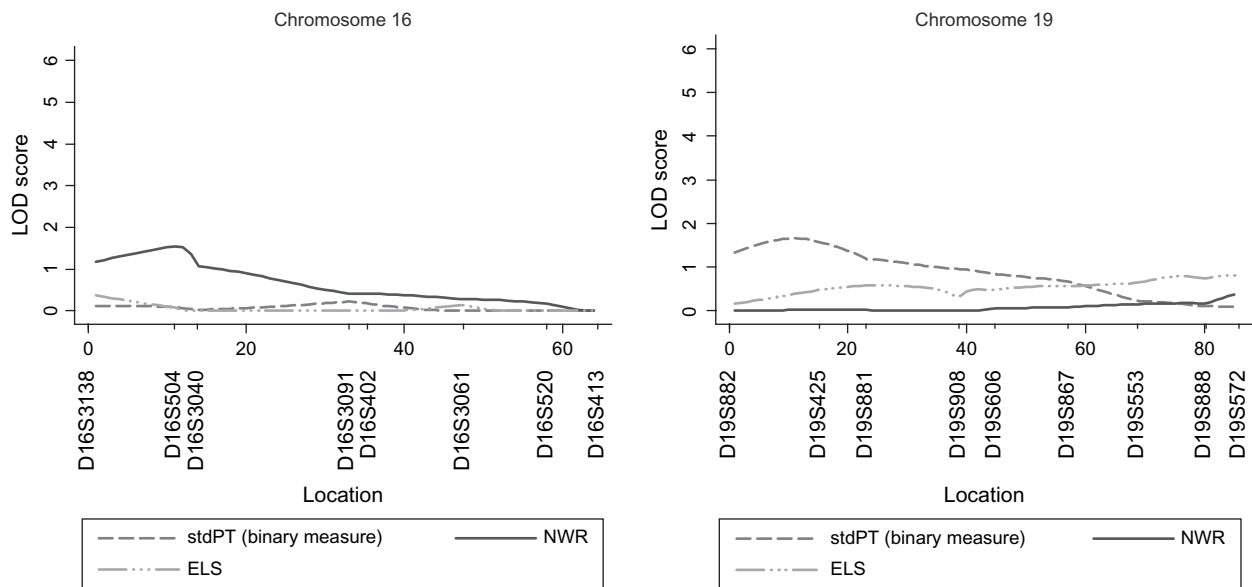 Chromosome 16
LOD score
6
5
4
3
2
1
0
0 20 40 60
D16S3138 D16S504 D16S3040 D16S3091 D16S402 D16S3061 D16S520 D16S413
Location
stdPT (binary measure) NWR
ELS
Chromosome 19
LOD score
6
5
4
3
2
1
0
0 20 40 60 80
D19S882 D19S425 D19S881 D19S908 D19S606 D19S867 D19S553 D19S888 D19S572
Location
stdPT (binary measure) NWR
ELS